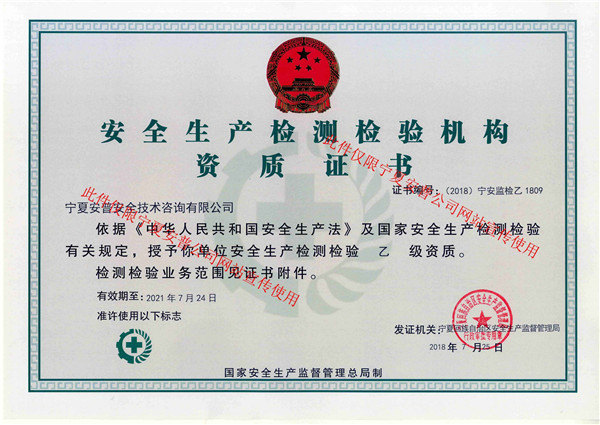 安全生产检测检验机构
资质证书
证书编号：（2018）宁安监检乙 1809
宁夏安普安全技术咨询有限公司
依据《中华人民共和国安全生产法》及国家安全生产检测检验
有关规定，授予你单位安全生产检测检验 乙 级资质。
检测检验业务范围见证书附件。
有效期至：2021 年 7 月 24 日
准许使用以下标志
发证机关：宁夏回族自治区安全生产监督管理局
2018 年 7 月 25 日
行政审批专用章
国家安全生产监督管理总局制
此件仅限宁夏安普公司网站宣传使用
此件仅限宁夏安普公司网站宣传使用